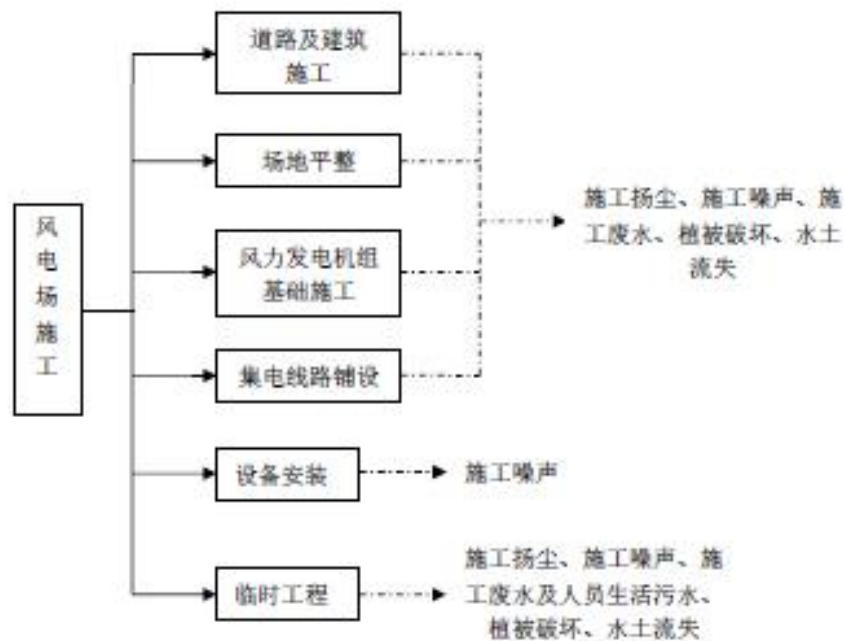 道路及建筑
施工
场地平整
风电场施工
风力发电机组
基础施工
集电线路铺设
施工扬尘、施工噪声、施
工废水、植被破坏、水土
流失
设备安装
施工噪声
临时工程
施工扬尘、施工噪声、施
工废水及人员生活污水、
植被破坏、水土流失